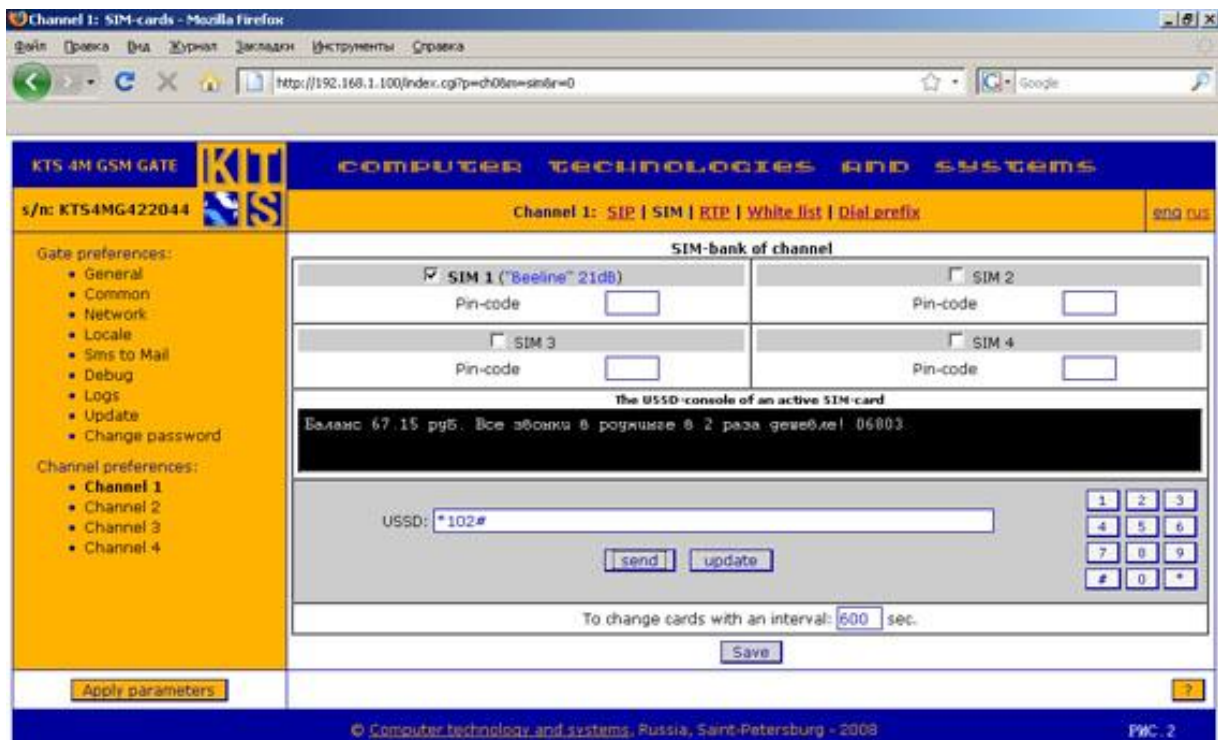 Channel 1: SIM-cards - Mozilla Firefox
Файл Правка Вид Журнал Закладки Инструменты Справка
http://192.168.1.100/index.cgi?p=ch0&m=sim&r=0 Google
KTS 4M GSM GATE KTS COMPUTER TECHNOLOGIES AND SYSTEMS
s/n: KTS4MG422044 Channel 1: SIP | SIM | RTP | White list | Dial prefix eng rus
Gate preferences:
• General
• Common
• Network
• Locale
• Sms to Mail
• Debug
• Logs
• Update
• Change password
Channel preferences:
• Channel 1
• Channel 2
• Channel 3
• Channel 4
Apply parameters
SIM-bank of channel
SIM 1 ("Beeline" 21dB) SIM 2
Pin-code Pin-code
SIM 3 SIM 4
Pin-code Pin-code
The USSD-console of an active SIM-card
Баланс 67.15 руб. Все звонки в роуминге в 2 раза дешевле! 06803
USSD: *102#
send update
1 2 3
4 5 6
7 8 9
# 0 *
To change cards with an interval: 600 sec.
Save
?
© Computer technology and systems, Russia, Saint-Petersburg - 2008 РИС.2